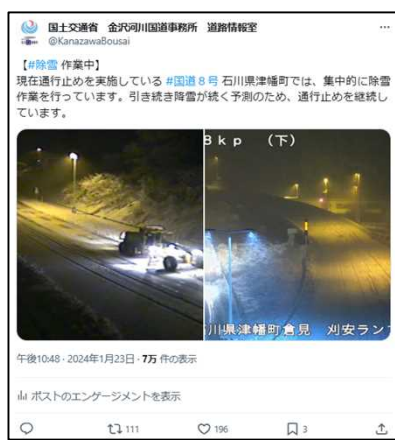 国土交通省 金沢河川国道事務所 道路情報室
@KanazawaBousai
【#除雪 作業中】
現在通行止めを実施している #国道８号 石川県津幡町では、集中的に除雪
作業を行っています。引き続き降雪が続く予測のため、通行止めを継続し
ています。
8ｋｐ （下）
川県津幡町倉見 刈安ラン
午後10:48 · 2024年1月23日 · 7万 件の表示
ポストのエンゲージメントを表示
111
196
3